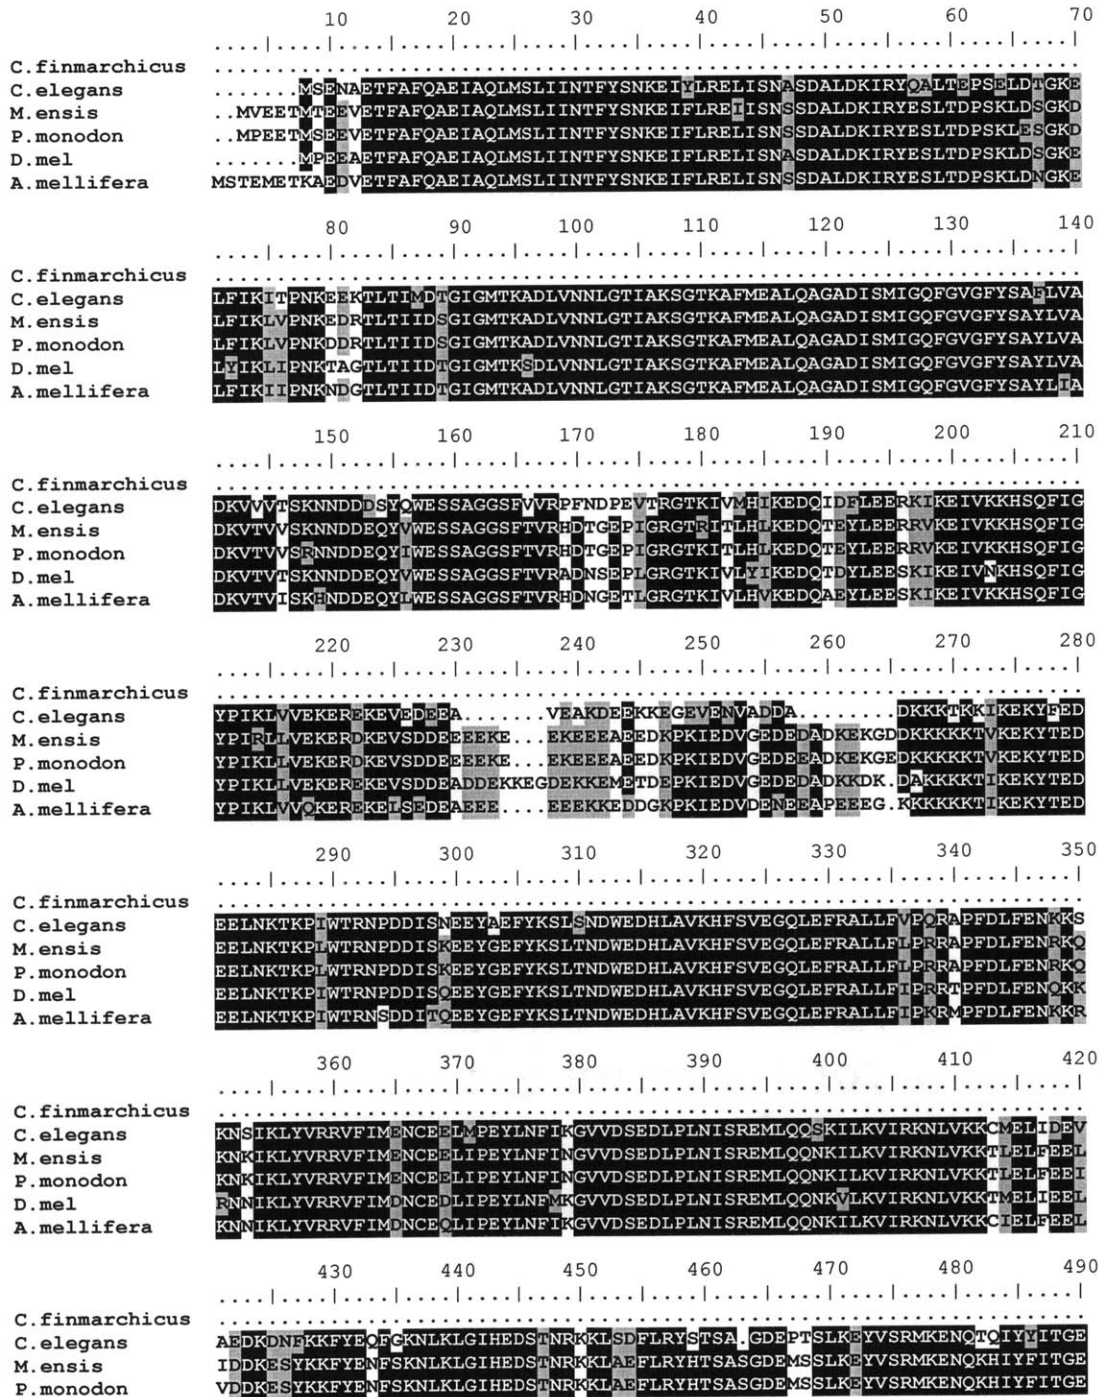 10 20 30 40 50 60 70
....|....|....|....|....|....|....|....|....|....|....|....|....|....|
C.finmarchicus ......................................................................
C.elegans .......MSENAETFAFQAEIAQLMSLIINTFYSNKEIYLRELISNASDALDKIRYQALTEPSELDTGKE
M.ensis ..MVEETMTEEVETFAFQAEIAQLMSLIINTFYSNKEIFLRELISNSSDALDKIRYESLTDPSKLDSGKD
P.monodon ..MPEETMSEEVETFAFQAEIAQLMSLIINTFYSNKEIFLRELISNSSDALDKIRYESLTDPSKLESGKD
D.mel .......MPEEAETFAFQAEIAQLMSLIINTFYSNKEIFLRELISNASDALDKIRYESLTDPSKLDSGKE
A.mellifera MSTEMETKAEDVETFAFQAEIAQLMSLIINTFYSNKEIFLRELISNSSDALDKIRYESLTDPSKLDNGKE
80 90 100 110 120 130 140
....|....|....|....|....|....|....|....|....|....|....|....|....|....|
C.finmarchicus ......................................................................
C.elegans LFIKITPNKEEKTLTIMDTGIGMTKADLVNNLGTIAKSGTKAFMEALQAGADISMIGQFGVGFYSAFLVA
M.ensis LFIKLVPNKEDRTLTIIDSGIGMTKADLVNNLGTIAKSGTKAFMEALQAGADISMIGQFGVGFYSAYLVA
P.monodon LFIKLVPNKDDRTLTIIDSGIGMTKADLVNNLGTIAKSGTKAFMEALQAGADISMIGQFGVGFYSAYLVA
D.mel LYIKLIPNKTAGTLTIIDTGIGMTKSDLVNNLGTIAKSGTKAFMEALQAGADISMIGQFGVGFYSAYLVA
A.mellifera LFIKIIPNKNDGTLTIIDTGIGMTKADLVNNLGTIAKSGTKAFMEALQAGADISMIGQFGVGFYSAYLIA
150 160 170 180 190 200 210
....|....|....|....|....|....|....|....|....|....|....|....|....|....|
C.finmarchicus ......................................................................
C.elegans DKVVVTSKNNDDDSYQWESSAGGSFVVRPFNDPEVTRGTKIVMHIKEDQIDFLEERKIKEIVKKHSQFIG
M.ensis DKVTVVSKNNDDEQYVWESSAGGSFTVRHDTGEPIGRGTRITLHLKEDQTEYLEERRVKEIVKKHSQFIG
P.monodon DKVTVVSRNNDDEQYIWESSAGGSFTVRHDTGEPIGRGTKITLHLKEDQTEYLEERRVKEIVKKHSQFIG
D.mel DKVTVTSKNNDDEQYVWESSAGGSFTVRADNSEPLGRGTKIVLYIKEDQTDYLEESKIKEIVNKHSQFIG
A.mellifera DKVTVISKHNDDEQYLWESSAGGSFTVRHDNGETLGRGTKIVLHVKEDQAEYLEESKIKEIVKKHSQFIG
220 230 240 250 260 270 280
....|....|....|....|....|....|....|....|....|....|....|....|....|....|
C.finmarchicus ......................................................................
C.elegans YPIKLVVEKEREKEVEDEEA.......VEAKDEEKKEGEVENVADDA........DKKKTKKIKEKYFED
M.ensis YPIRLLVEKERDKEVSDDEEEEEKE...EKEEEAEEDKPKIEDVGEDEDADKEKGDDKKKKKTVKEKYTED
P.monodon YPIKLLVEKERDKEVSDDEEEEEKE...EKEEEAEEDKPKIEDVGEDEEADKEKGEDKKKKKTVKEKYTED
D.mel YPIKLLVEKEREKEVSDDEADDEKKEGDEKKEMETDEPKIEDVGEDEDADKKDK.DAKKKKTIKEKYTED
A.mellifera YPIKLVVQKEREKELSEDEAEEE....EEEKKEDDGKPKIEDVDENEEAPEEEG.KKKKKKTIKEKYTED
290 300 310 320 330 340 350
....|....|....|....|....|....|....|....|....|....|....|....|....|....|
C.finmarchicus ......................................................................
C.elegans EELNKTKPIWTRNPDDISNEEYAEFYKSLSNDWEDHLAVKHFSVEGQLEFRALLFVPQRAPFDLFENKKS
M.ensis EELNKTKPLWTRNPDDISKEEYGEFYKSLTNDWEDHLAVKHFSVEGQLEFRALLFLPRRAPFDLFENRKQ
P.monodon EELNKTKPLWTRNPDDISKEEYGEFYKSLTNDWEDHLAVKHFSVEGQLEFRALLFLPRRAPFDLFENRKQ
D.mel EELNKTKPIWTRNPDDISQEEYGEFYKSLTNDWEDHLAVKHFSVEGQLEFRALLFIPRRTPFDLFENQKK
A.mellifera EELNKTKPIWTRNSDDITQEEYGEFYKSLTNDWEDHLAVKHFSVEGQLEFRALLFIPKRMPFDLFENKKR
360 370 380 390 400 410 420
....|....|....|....|....|....|....|....|....|....|....|....|....|....|
C.finmarchicus ......................................................................
C.elegans KNSIKLYVRRVFIMENCEELMPEYLNFIKGVVDSEDLPLNISREMLQQSKILKVIRKNLVKKCMELIDEV
M.ensis KNKIKLYVRRVFIMENCEELIPEYLNFINGVVDSEDLPLNISREMLQQNKILKVIRKNLVKKTLELFEEL
P.monodon KNKIKLYVRRVFIMENCEELIPEYLNFINGVVDSEDLPLNISREMLQQNKILKVIRKNLVKKTLELFEEI
D.mel RNNIKLYVRRVFIMDNCEDLIPEYLNFMKGVVDSEDLPLNISREMLQQNKVLKVIRKNLVKKTMELIEEL
A.mellifera KNNIKLYVRRVFIMDNCEQLIPEYLNFIKGVVDSEDLPLNISREMLQQNKILKVIRKNLVKKCIELFEEL
430 440 450 460 470 480 490
....|....|....|....|....|....|....|....|....|....|....|....|....|....|
C.finmarchicus ......................................................................
C.elegans AEDKDNFKKFYEQFGKNLKLGIHEDSTNRKKLSDFLRYSTSA.GDEPTSLKEYVSRMKENQTQIYYITGE
M.ensis IDDKESYKKFYENFSKNLKLGIHEDSTNRKKLAEFLRYHTSASGDEMSSLKEYVSRMKENQKHIYFITGE
P.monodon VDDKESYKKFYENFSKNLKLGIHEDSTNRKKLAEFLRYHTSASGDEMSSLKEYVSRMKENQKHIYFITGE